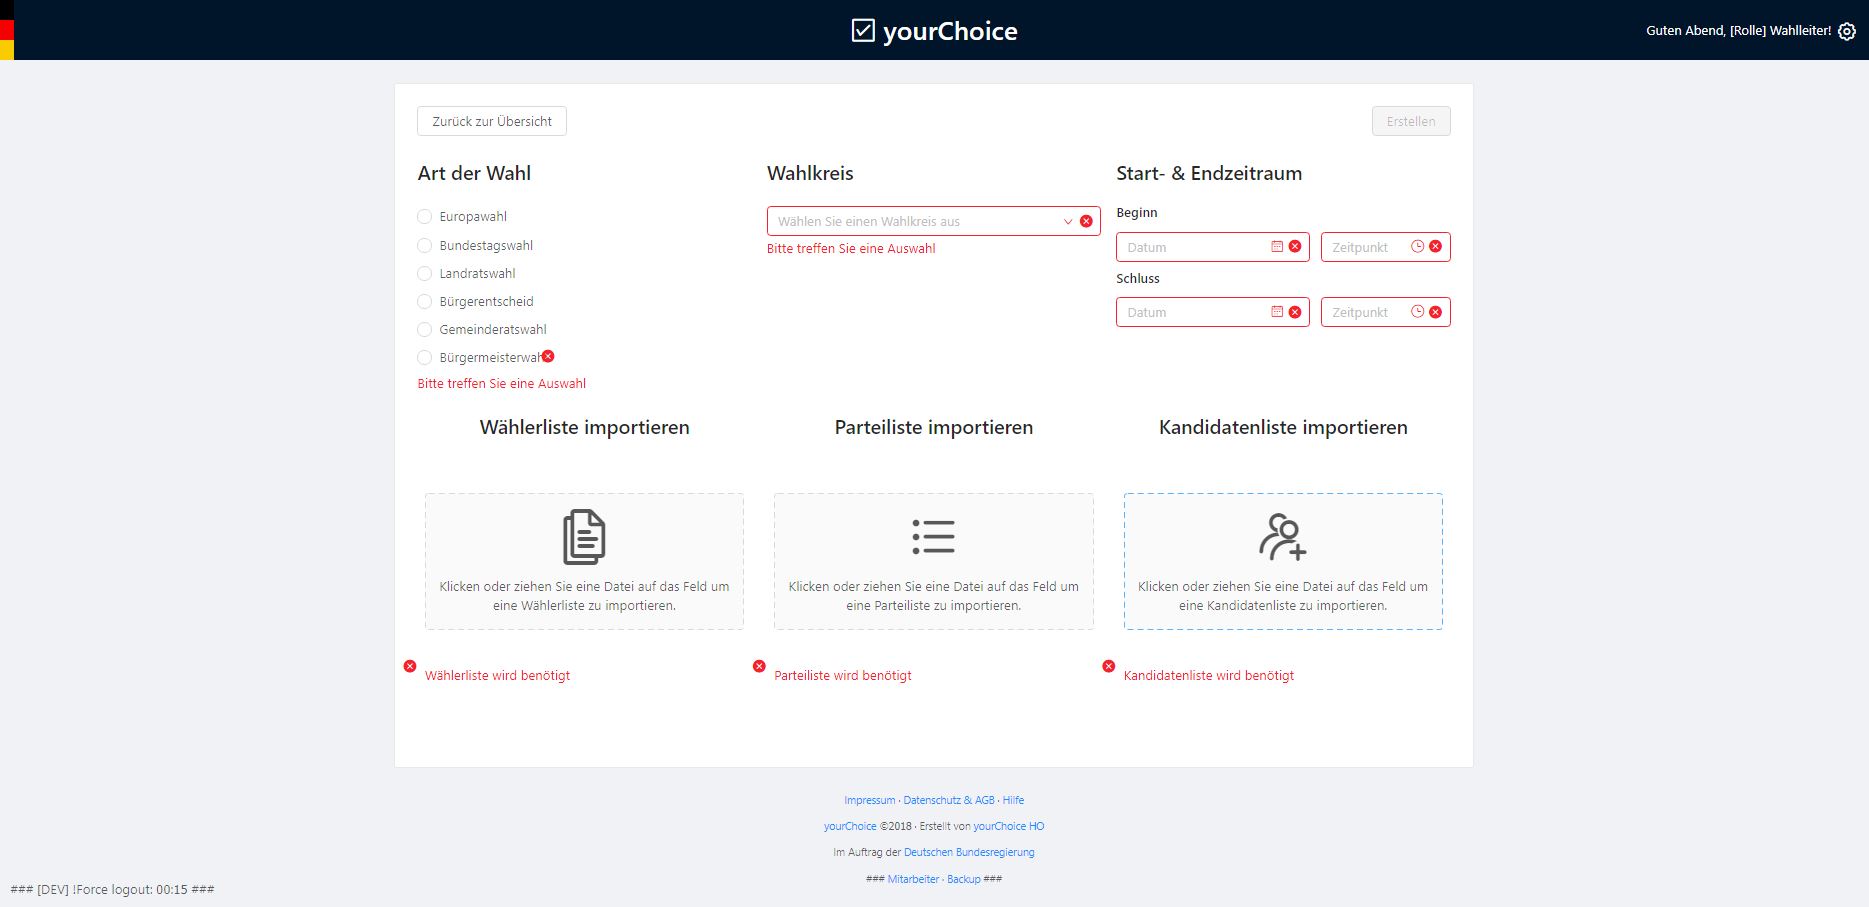 yourChoice
Guten Abend, [Rolle] Wahlleiter!
Zurück zur Übersicht
Erstellen
Art der Wahl
Europawahl
Bundestagswahl
Landratswahl
Bürgerentscheid
Gemeinderatswahl
Bürgermeisterwahl
Bitte treffen Sie eine Auswahl
Wahlkreis
Wählen Sie einen Wahlkreis aus
Bitte treffen Sie eine Auswahl
Start- & Endzeitraum
Beginn
Datum
Zeitpunkt
Schluss
Datum
Zeitpunkt
Wählerliste importieren
Klicken oder ziehen Sie eine Datei auf das Feld um
eine Wählerliste zu importieren.
Wählerliste wird benötigt
Parteiliste importieren
Klicken oder ziehen Sie eine Datei auf das Feld um
eine Parteiliste zu importieren.
Parteiliste wird benötigt
Kandidatenliste importieren
Klicken oder ziehen Sie eine Datei auf das Feld um
eine Kandidatenliste zu importieren.
Kandidatenliste wird benötigt
Impressum · Datenschutz & AGB · Hilfe
yourChoice ©2018 · Erstellt von yourChoice HO
Im Auftrag der Deutschen Bundesregierung
### Mitarbeiter · Backup ###
### [DEV] !Force logout: 00:15 ###